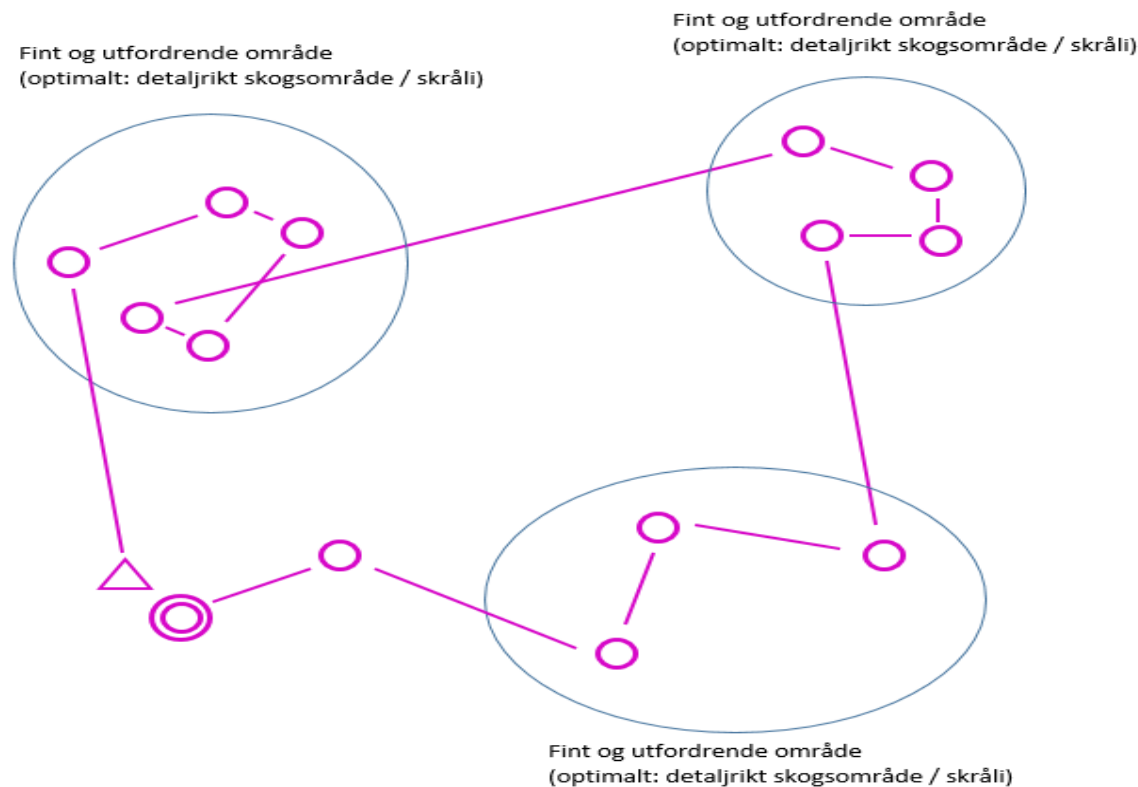 Fint og utfordrende område
(optimalt: detaljrikt skogsområde / skråli)
Fint og utfordrende område
(optimalt: detaljrikt skogsområde / skråli)
Fint og utfordrende område
(optimalt: detaljrikt skogsområde / skråli)